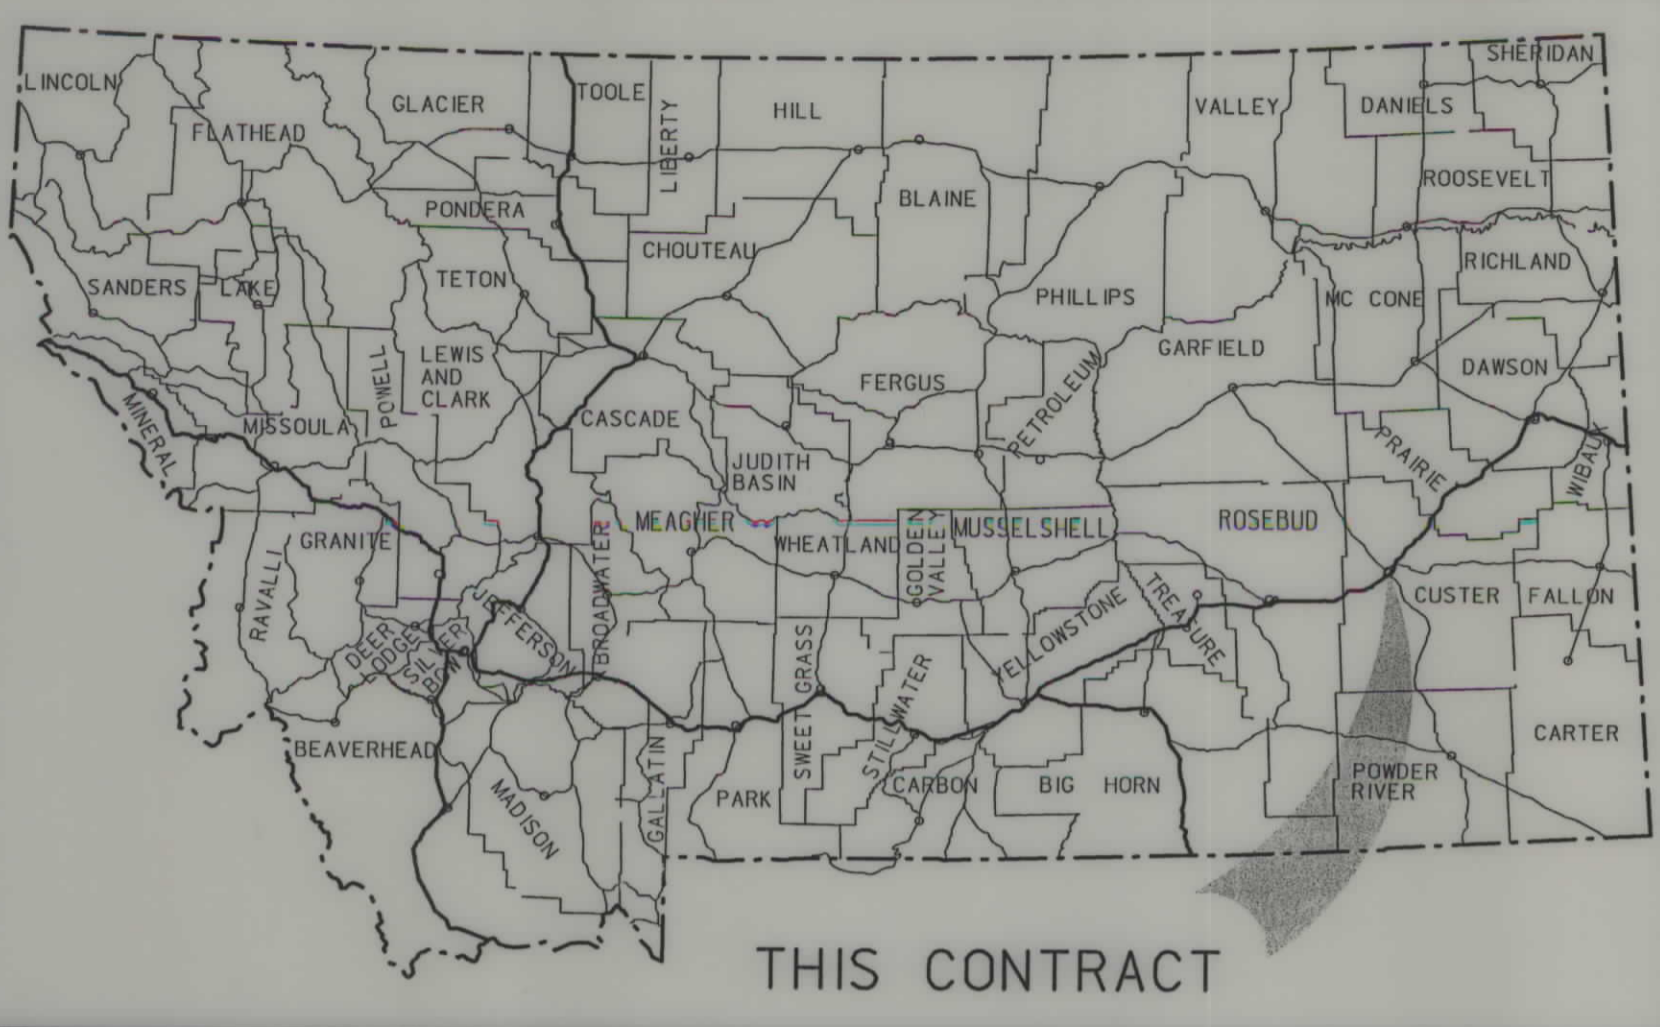 SHERIDAN
LINCOLN
GLACIER
TOOLE
LIBERTY
HILL
VALLEY
DANIELS
FLATHEAD
ROOSEVELT
PONDERA
BLAINE
CHOUTEAU
SANDERS
LAKE
TETON
PHILLIPS
MC CONE
RICHLAND
POWELL
LEWIS
AND
CLARK
GARFIELD
DAWSON
FERGUS
PETROLEUM
MINERAL
MISSOULA
CASCADE
JUDITH
BASIN
PRAIRIE
WIBAUX
GRANITE
MEAGHER
WHEATLAND
GOLDEN
VALLEY
MUSSELSHELL
ROSEBUD
RAVALLI
DEER
LODGE
SILVER
BOW
JEFFERSON
BROADWATER
SWEET GRASS
STILLWATER
YELLOWSTONE
TREASURE
CUSTER
FALLON
BEAVERHEAD
MADISON
GALLATIN
PARK
CARBON
BIG HORN
POWDER
RIVER
CARTER
THIS CONTRACT